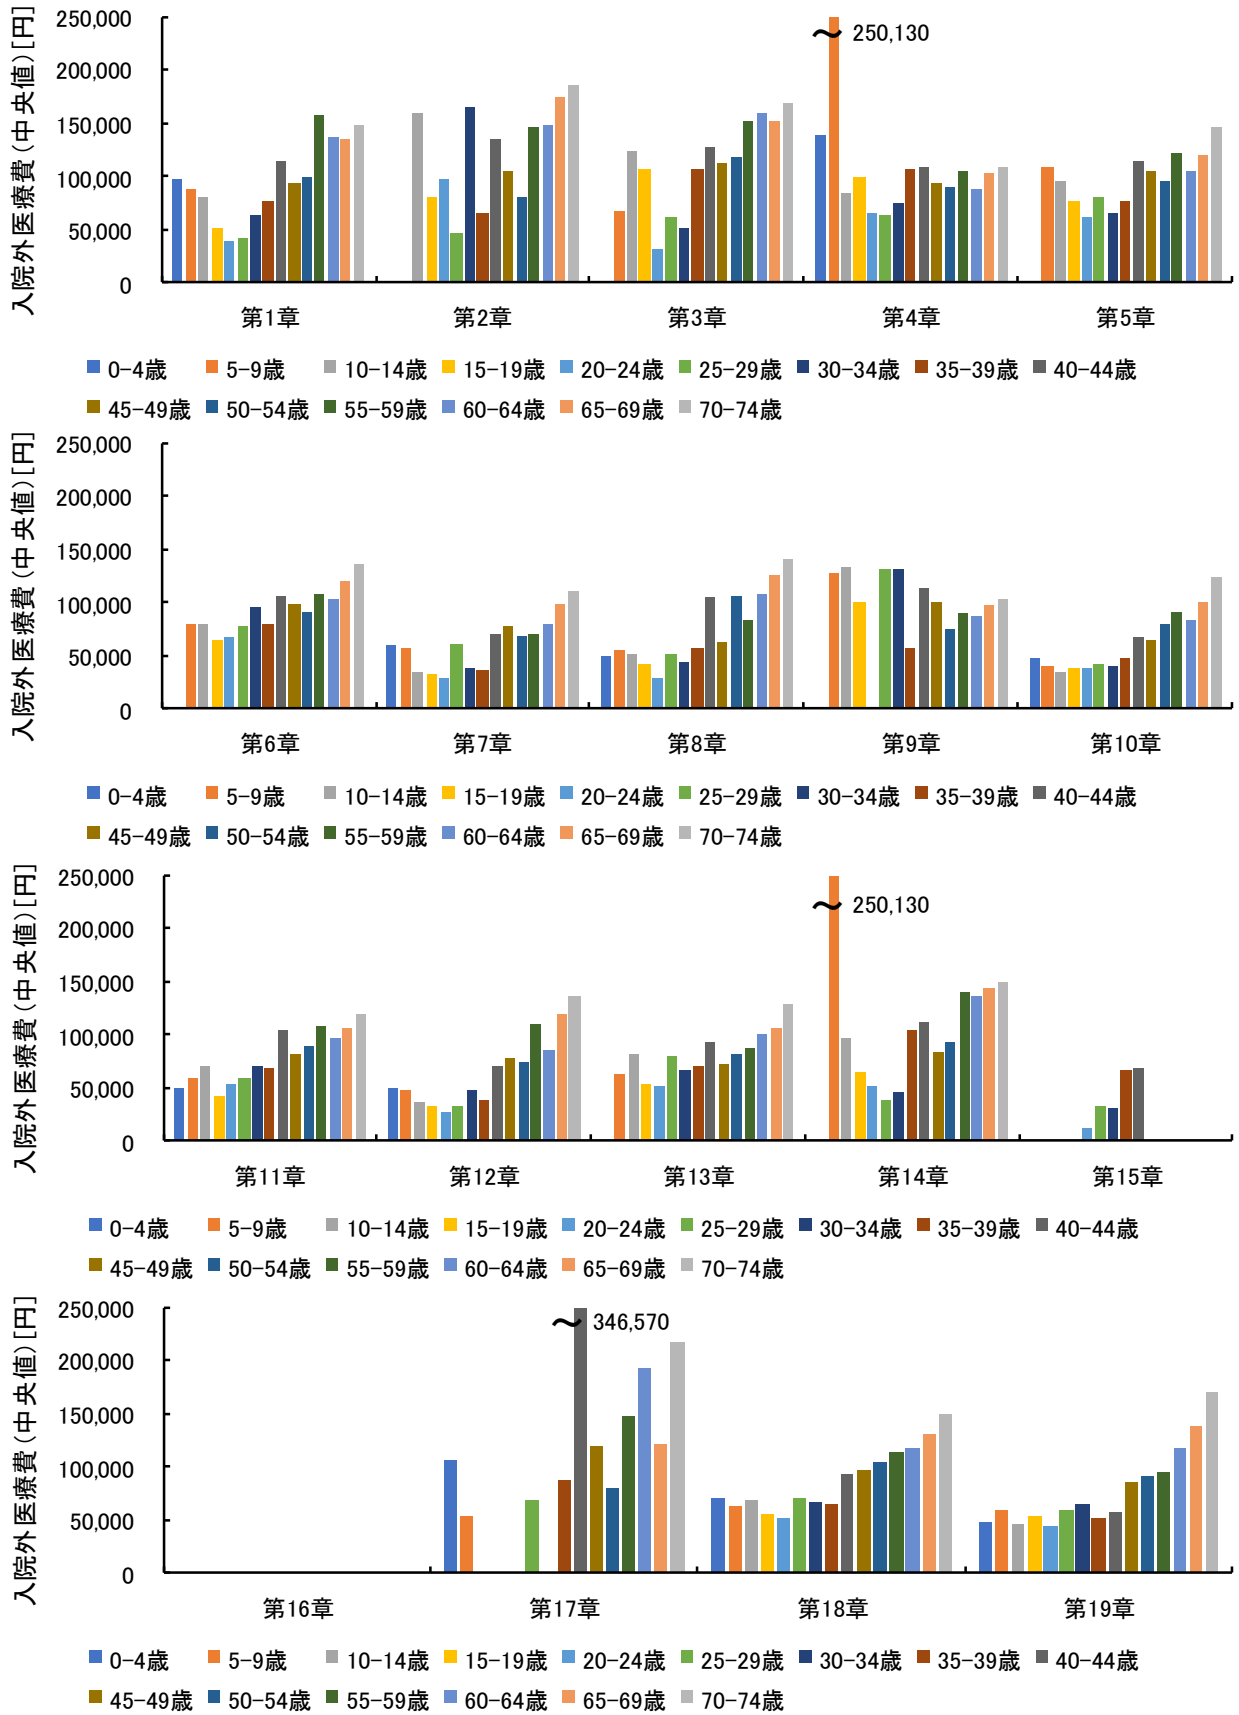 入院外医療費(中央値)[円]
250,000
200,000
150,000
100,000
50,000
0
250,130
第1章 第2章 第3章 第4章 第5章
0-4歳 5-9歳 10-14歳 15-19歳 20-24歳 25-29歳 30-34歳 35-39歳 40-44歳
45-49歳 50-54歳 55-59歳 60-64歳 65-69歳 70-74歳
入院外医療費(中央値)[円]
250,000
200,000
150,000
100,000
50,000
0
第6章 第7章 第8章 第9章 第10章
0-4歳 5-9歳 10-14歳 15-19歳 20-24歳 25-29歳 30-34歳 35-39歳 40-44歳
45-49歳 50-54歳 55-59歳 60-64歳 65-69歳 70-74歳
入院外医療費(中央値)[円]
250,000
200,000
150,000
100,000
50,000
0
250,130
第11章 第12章 第13章 第14章 第15章
0-4歳 5-9歳 10-14歳 15-19歳 20-24歳 25-29歳 30-34歳 35-39歳 40-44歳
45-49歳 50-54歳 55-59歳 60-64歳 65-69歳 70-74歳
入院外医療費(中央値)[円]
250,000
200,000
150,000
100,000
50,000
0
346,570
第16章 第17章 第18章 第19章
0-4歳 5-9歳 10-14歳 15-19歳 20-24歳 25-29歳 30-34歳 35-39歳 40-44歳
45-49歳 50-54歳 55-59歳 60-64歳 65-69歳 70-74歳